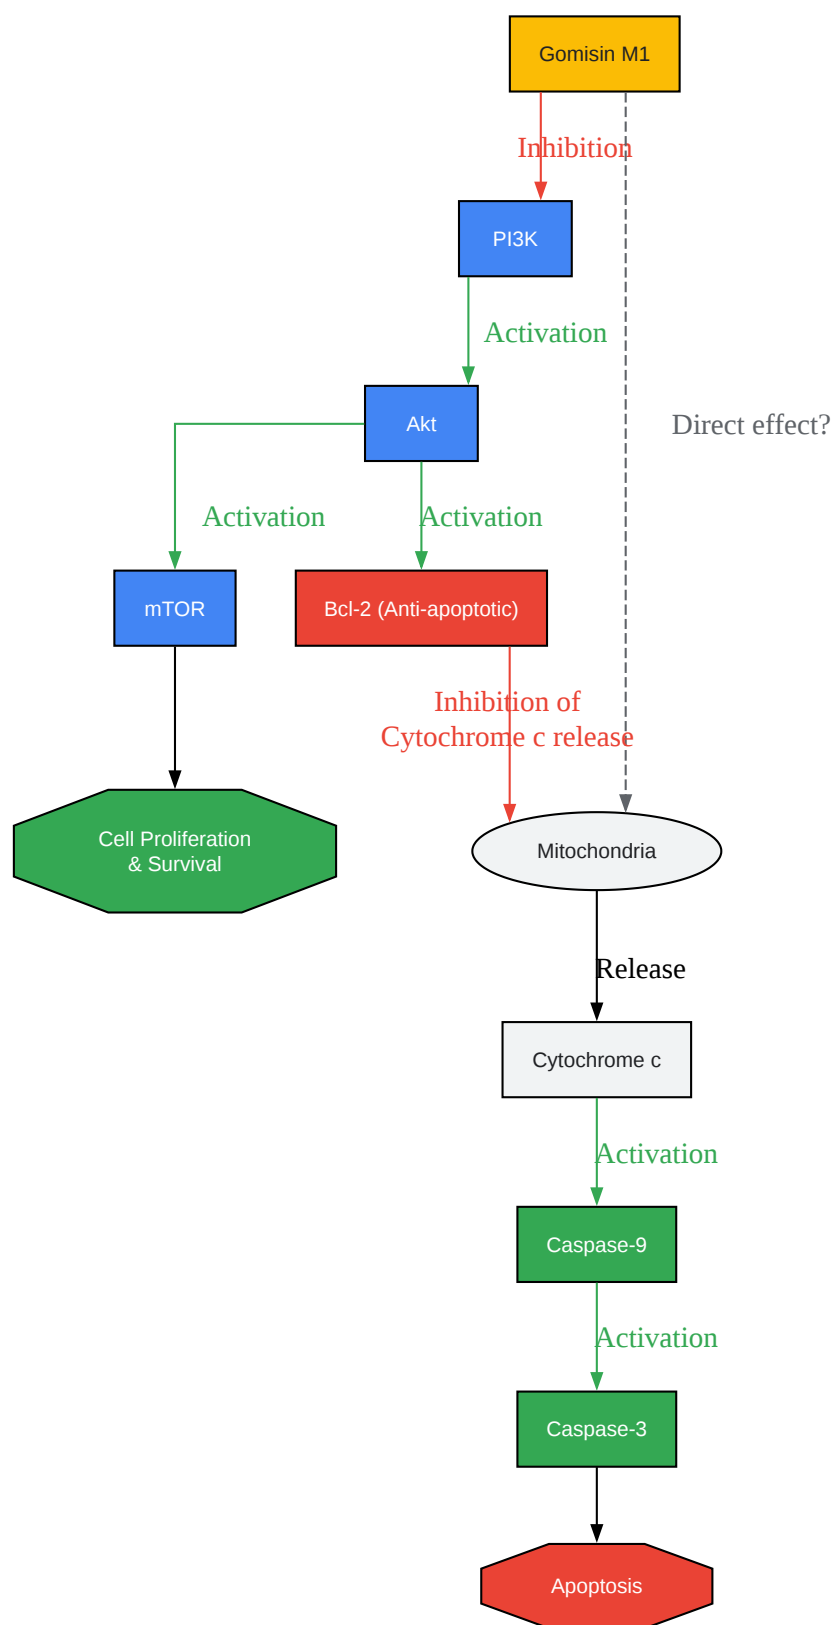 Gomisin M1
Inhibition
PI3K
Activation
Akt
Direct effect?
Activation
Activation
mTOR
Bcl-2 (Anti-apoptotic)
Inhibition of
Cytochrome c release
Cell Proliferation
& Survival
Mitochondria
Release
Cytochrome c
Activation
Caspase-9
Activation
Caspase-3
Apoptosis